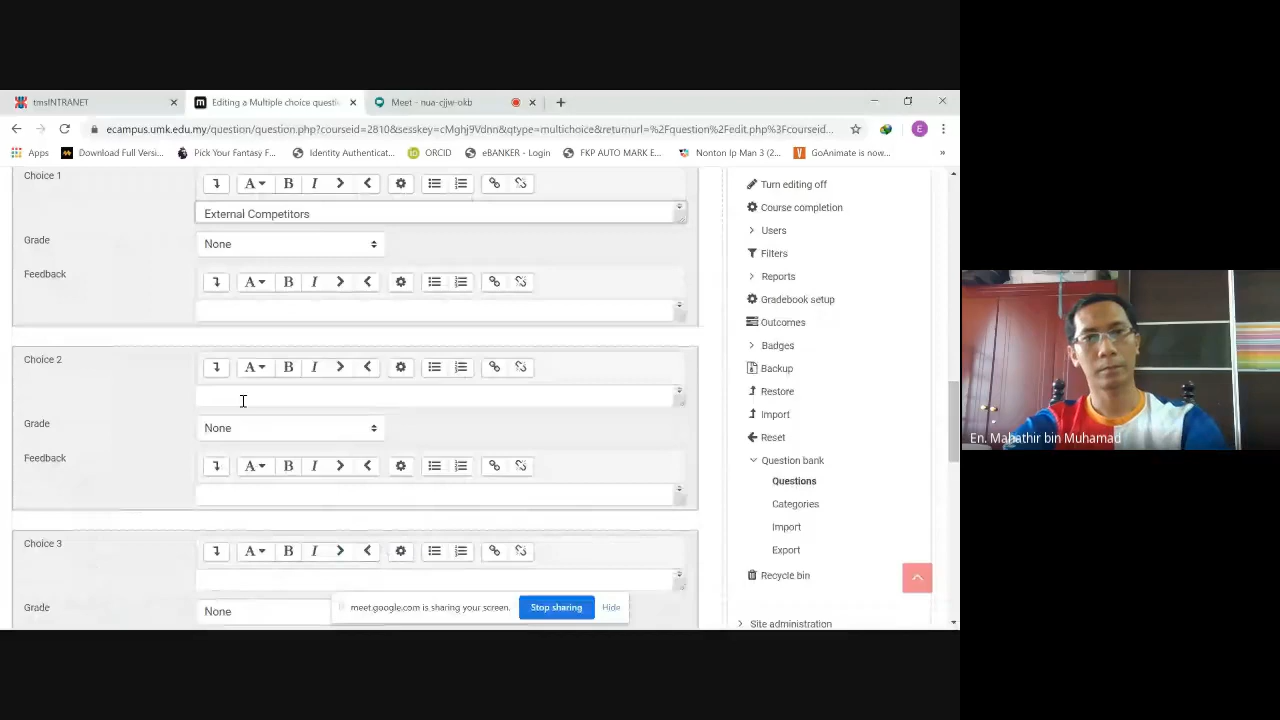 tmsINTRANET
Editing a Multiple choice questi
Meet - nua-cjjw-okb
ecampus.umk.edu.my/question/question.php?courseid=2810&sesskey=cMghj9Vdnn&qtype=multichoice&returnurl=%2Fquestion%2Fedit.php%3Fcourseid...
Apps
Download Full Versi...
Pick Your Fantasy F...
Identity Authenticat...
ORCID
eBANKER - Login
FKP AUTO MARK E...
Nonton Ip Man 3 (2...
GoAnimate is now...
Choice 1
A B I
External Competitors
Grade
None
Feedback
A B I
Choice 2
A B I
Grade
None
Feedback
A B I
Choice 3
A B I
Grade
None
meet.google.com is sharing your screen.
Stop sharing
Hide
Turn editing off
Course completion
Users
Filters
Reports
Gradebook setup
Outcomes
Badges
Backup
Restore
Import
Reset
Question bank
Questions
Categories
Import
Export
Recycle bin
Site administration
En. Mahathir bin Muhamad